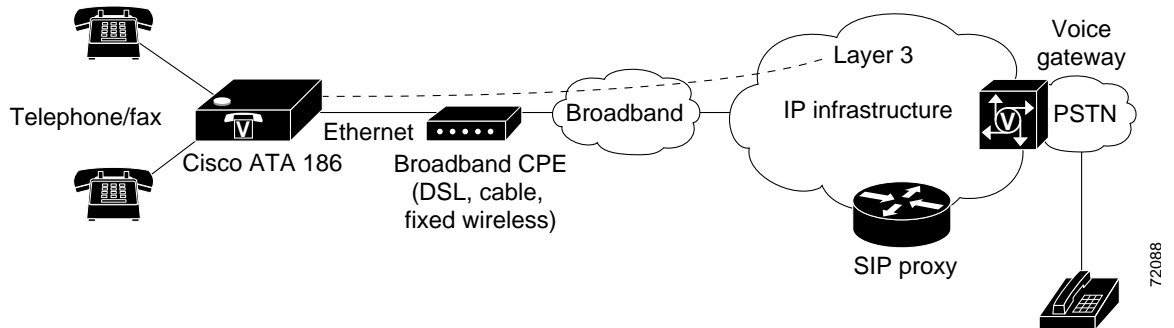 Telephone/fax
V
Cisco ATA 186
Ethernet
Broadband CPE
(DSL, cable,
fixed wireless)
Broadband
Layer 3
IP infrastructure
SIP proxy
Voice
gateway
V
PSTN
72088